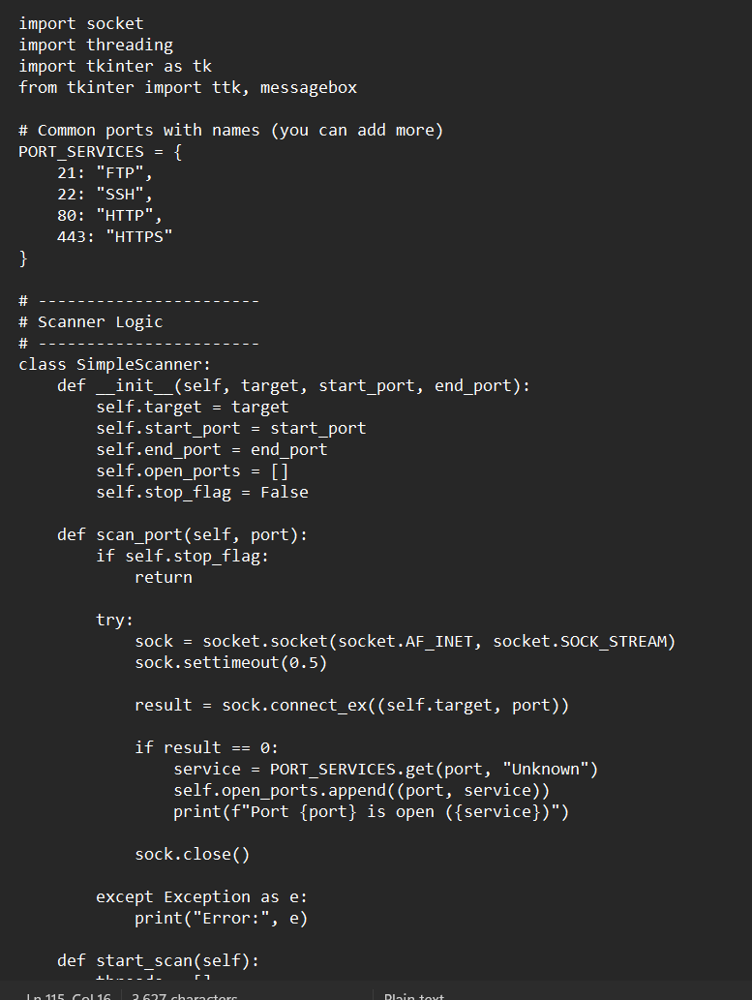 import socket
import threading
import tkinter as tk
from tkinter import ttk, messagebox

# Common ports with names (you can add more)
PORT_SERVICES = {
    21: "FTP",
    22: "SSH",
    80: "HTTP",
    443: "HTTPS"
}

# -----------------------
# Scanner Logic
# -----------------------
class SimpleScanner:
    def __init__(self, target, start_port, end_port):
        self.target = target
        self.start_port = start_port
        self.end_port = end_port
        self.open_ports = []
        self.stop_flag = False

    def scan_port(self, port):
        if self.stop_flag:
            return

        try:
            sock = socket.socket(socket.AF_INET, socket.SOCK_STREAM)
            sock.settimeout(0.5)

            result = sock.connect_ex((self.target, port))

            if result == 0:
                service = PORT_SERVICES.get(port, "Unknown")
                self.open_ports.append((port, service))
                print(f"Port {port} is open ({service})")

            sock.close()

        except Exception as e:
            print("Error:", e)

    def start_scan(self):
        threads = []
Ln 115, Col 16
3,627 characters
Plain text